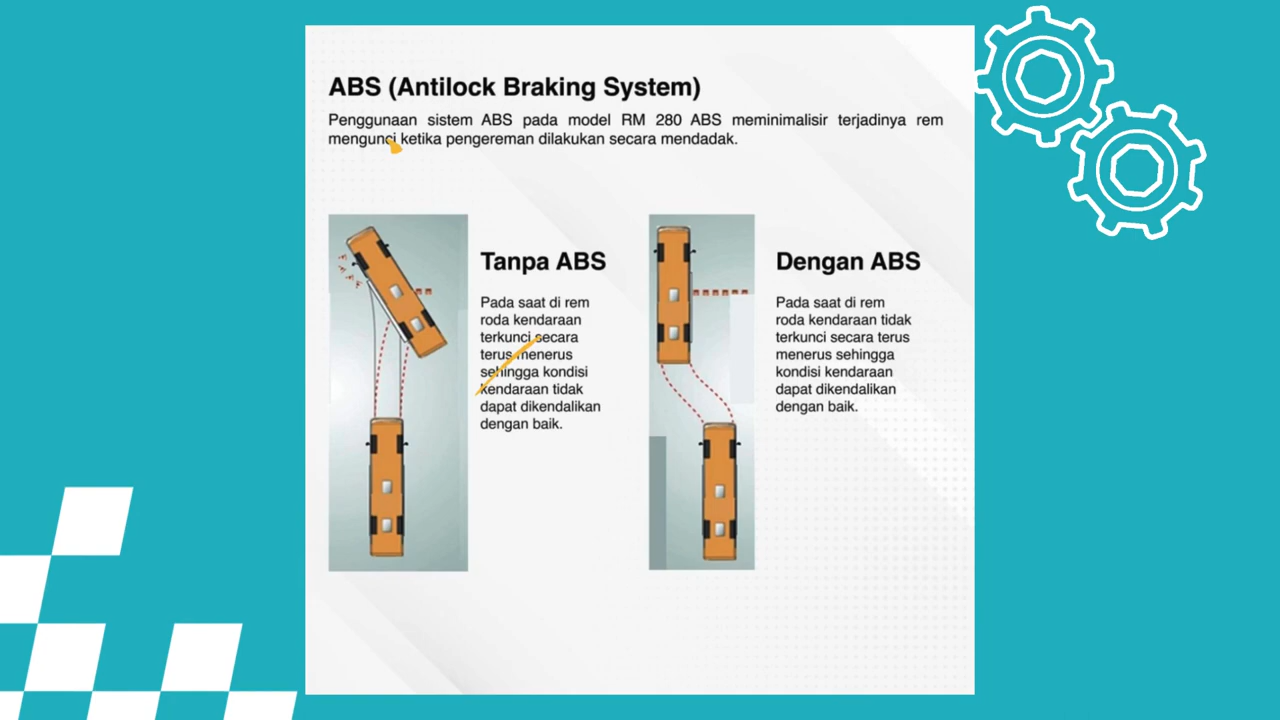 ABS (Antilock Braking System)
Penggunaan sistem ABS pada model RM 280 ABS meminimalisir terjadinya rem
mengunci ketika pengereman dilakukan secara mendadak.
Tanpa ABS
Pada saat di rem
roda kendaraan
terkunci secara
terus menerus
sehingga kondisi
kendaraan tidak
dapat dikendalikan
dengan baik.
Dengan ABS
Pada saat di rem
roda kendaraan tidak
terkunci secara terus
menerus sehingga
kondisi kendaraan
dapat dikendalikan
dengan baik.